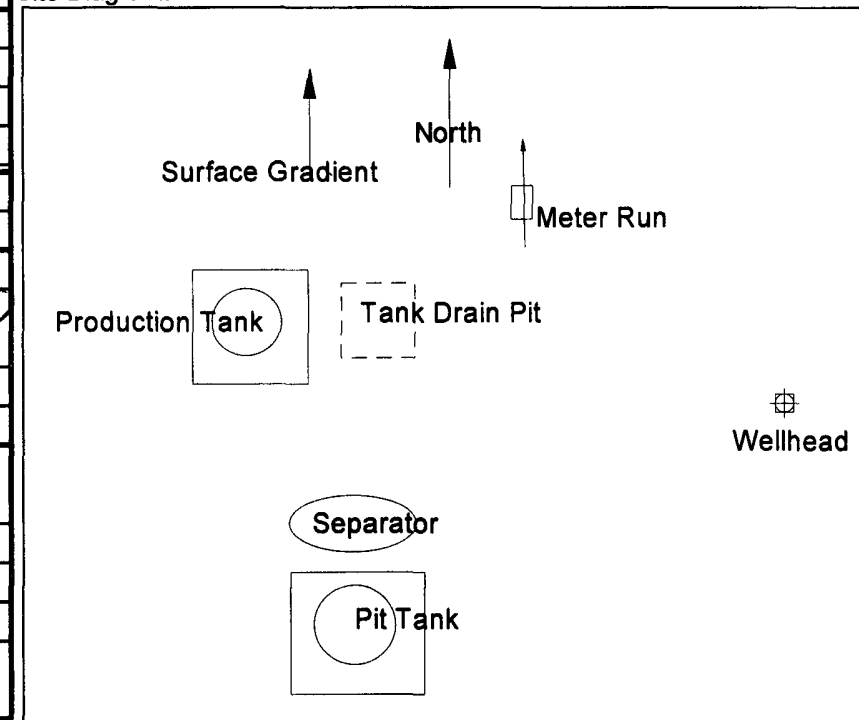 North
Surface Gradient
Meter Run
Production Tank
Tank Drain Pit
Wellhead
Separator
Pit Tank